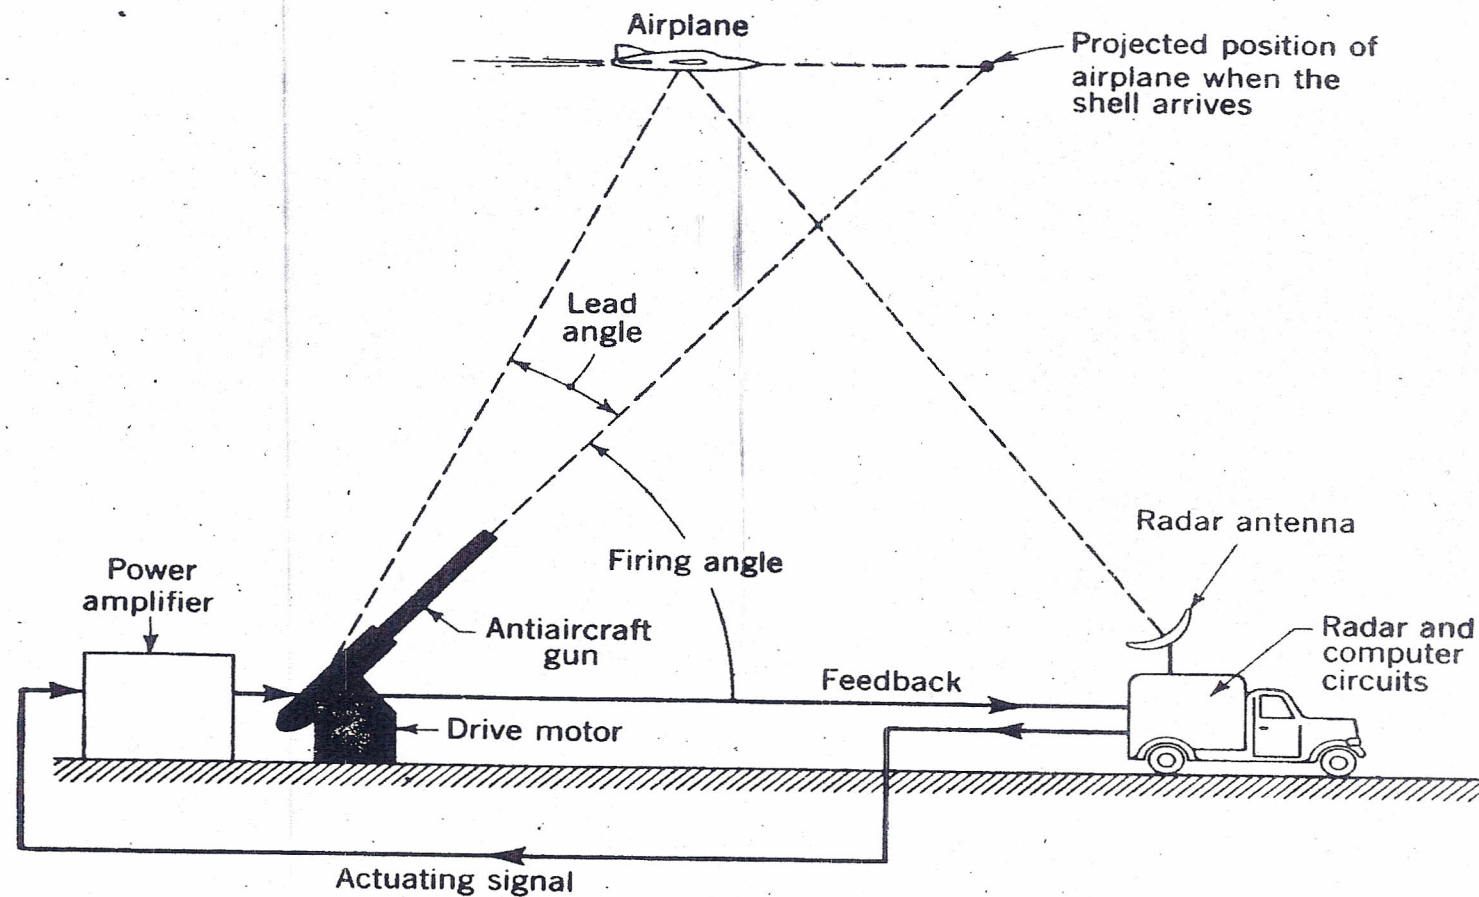 Airplane
Projected position of
airplane when the
shell arrives
Lead
angle
Radar antenna
Firing angle
Power
amplifier
Antiaircraft
gun
Radar and
computer
circuits
Feedback
Drive motor
Actuating signal